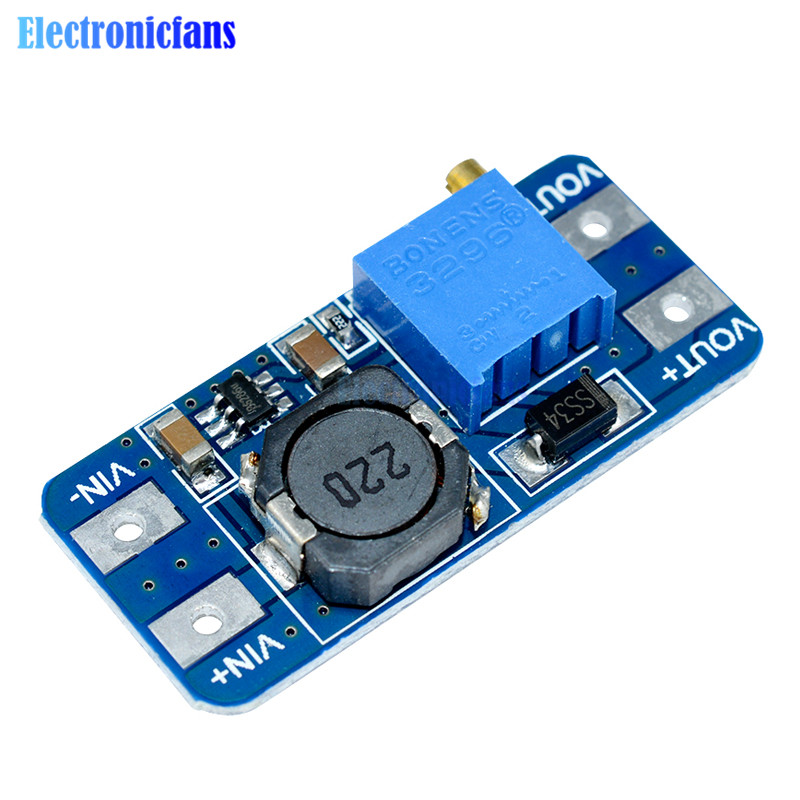 Electronicfans
VOUT-
BONENS
3296®
VOUT+
SS34
220
VIN-
VIN+